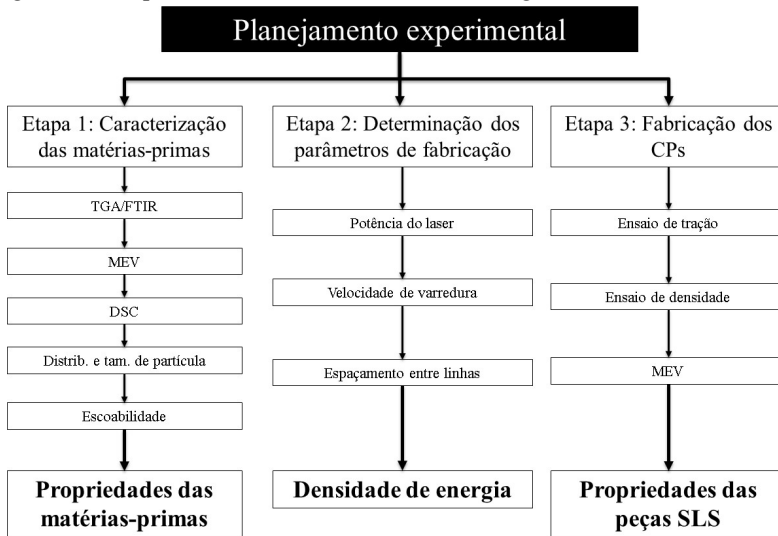 Planejamento experimental
Etapa 1: Caracterização
das matérias-primas
TGA/FTIR
MEV
DSC
Distrib. e tam. de partícula
Escoabilidade
Propriedades das
matérias-primas
Etapa 2: Determinação dos
parâmetros de fabricação
Potência do laser
Velocidade de varredura
Espaçamento entre linhas
Densidade de energia
Etapa 3: Fabricação dos
CPs
Ensaio de tração
Ensaio de densidade
MEV
Propriedades das
peças SLS